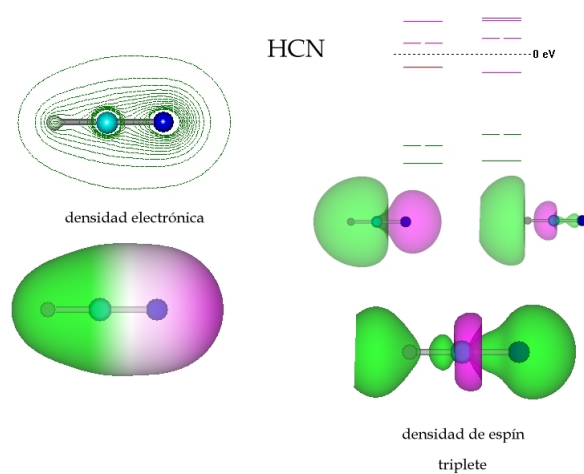 HCN
0 eV
densidad electrónica
densidad de espín
triplete